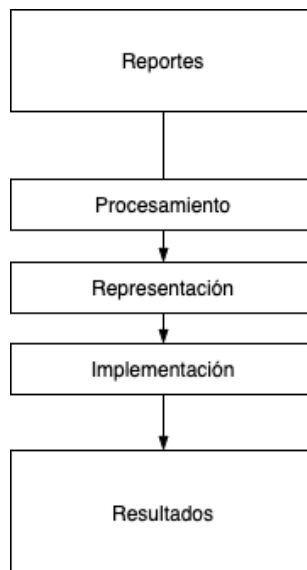 Reportes
Procesamiento
Representación
Implementación
Resultados